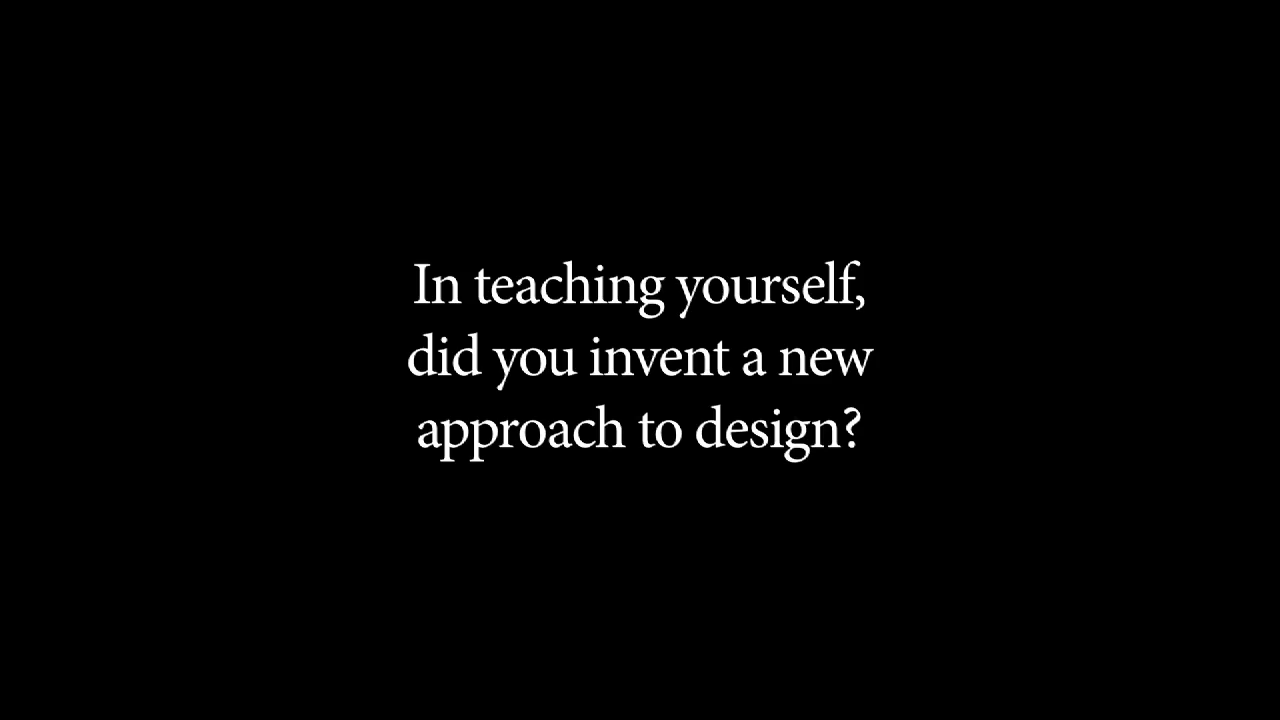 In teaching yourself,
did you invent a new
approach to design?